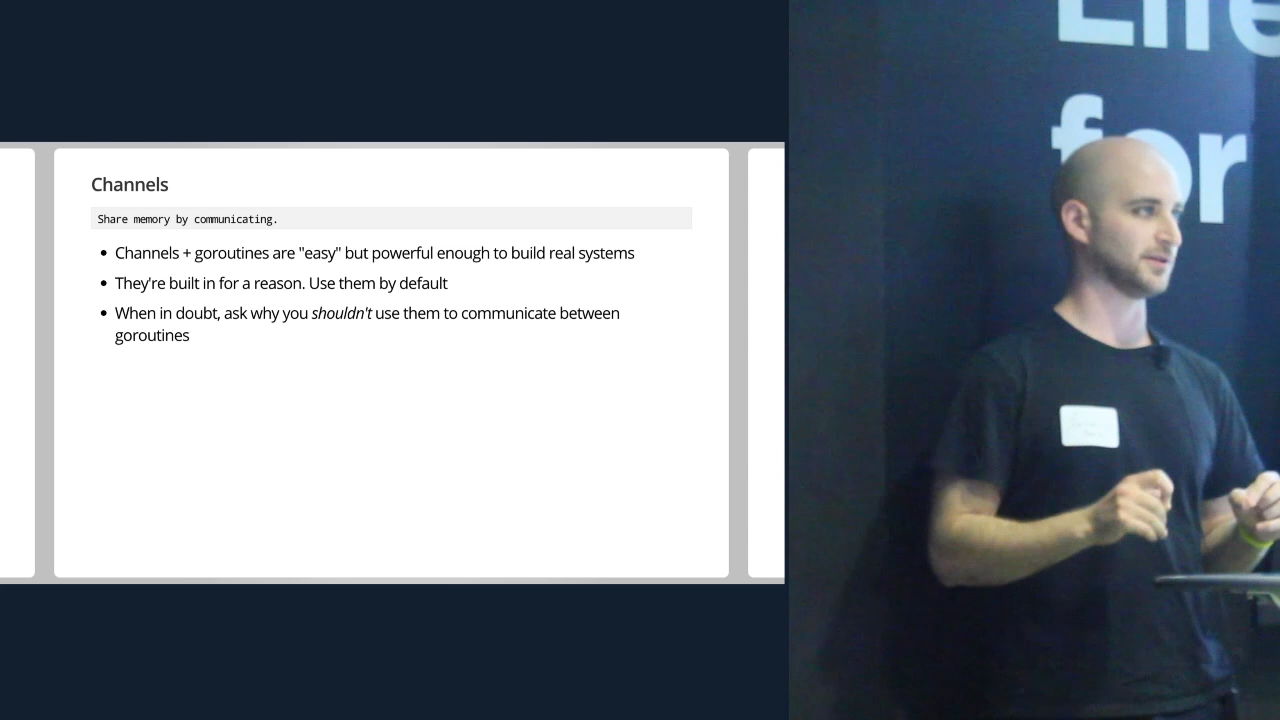 Channels
Share memory by communicating.
Channels + goroutines are "easy" but powerful enough to build real systems
They're built in for a reason. Use them by default
When in doubt, ask why you shouldn't use them to communicate between
goroutines
Life
for